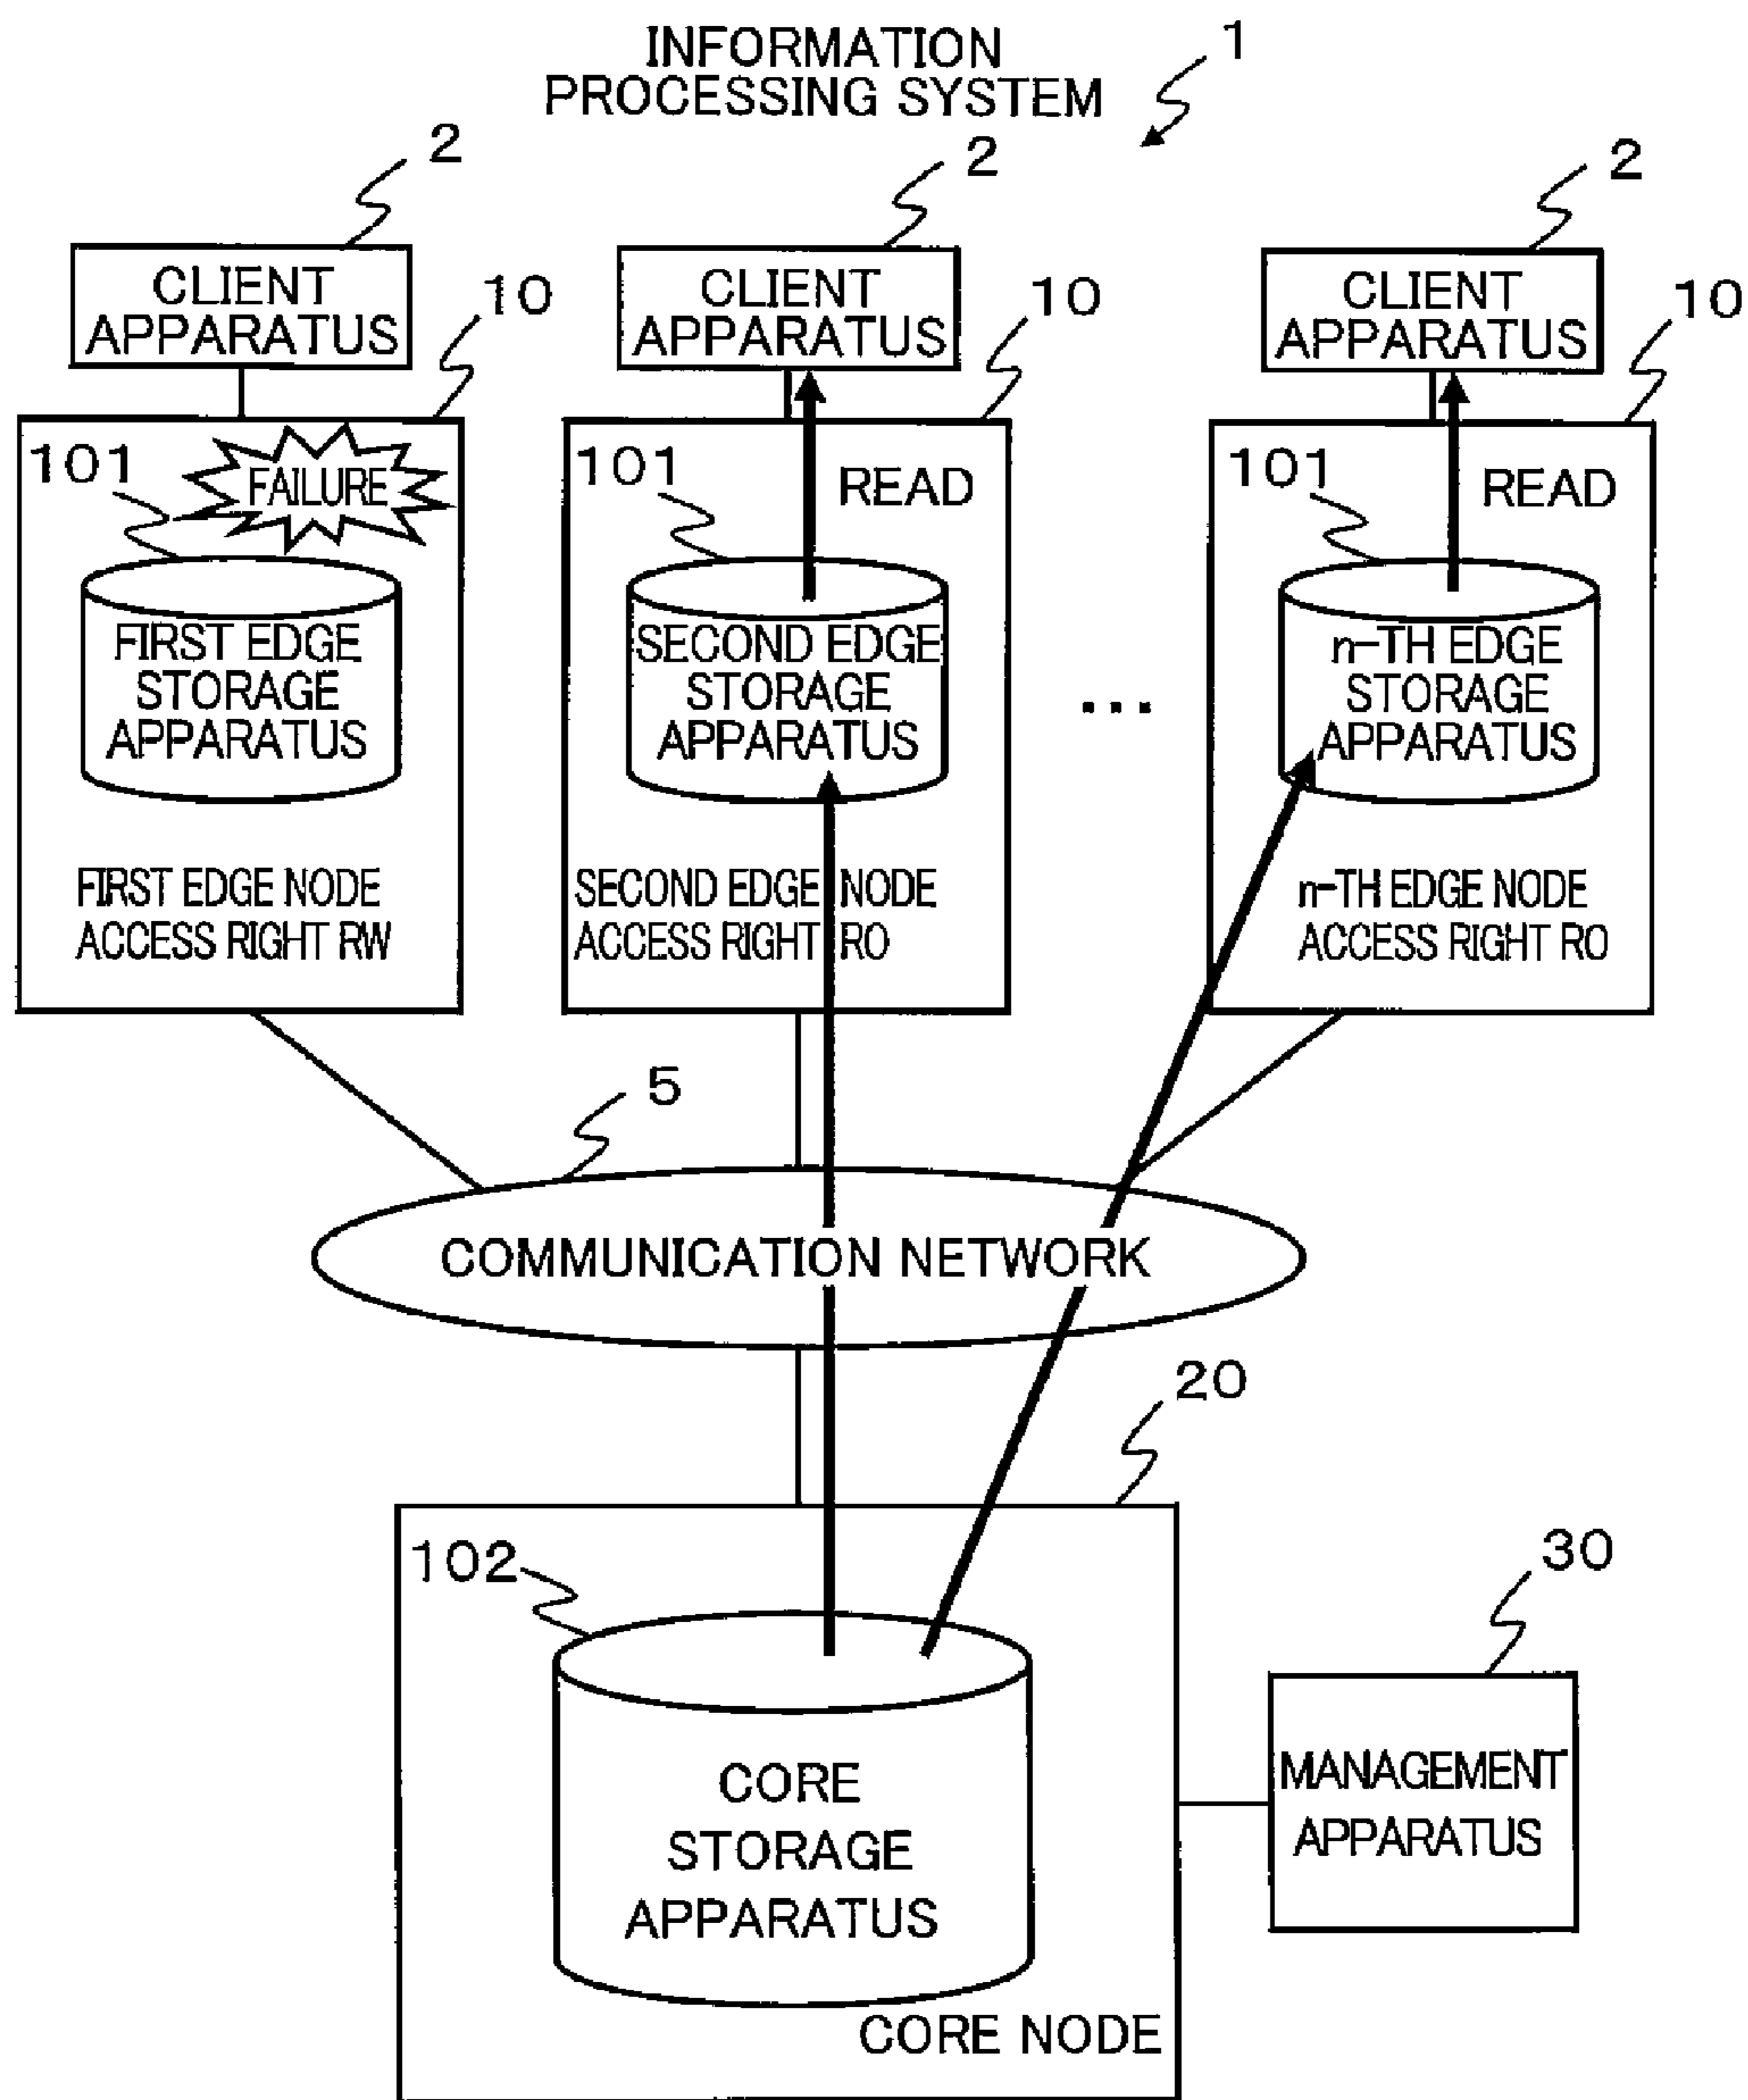 INFORMATION
PROCESSING SYSTEM
1
2
2
2
CLIENT
APPARATUS
CLIENT
APPARATUS
CLIENT
APPARATUS
10
10
10
101
FAILURE
101
READ
101
READ
FIRST EDGE
STORAGE
APPARATUS
SECOND EDGE
STORAGE
APPARATUS
...
n-TH EDGE
STORAGE
APPARATUS
FIRST EDGE NODE
ACCESS RIGHT RW
SECOND EDGE NODE
ACCESS RIGHT RO
n-TH EDGE NODE
ACCESS RIGHT RO
5
COMMUNICATION NETWORK
20
102
30
CORE
STORAGE
APPARATUS
MANAGEMENT
APPARATUS
CORE NODE